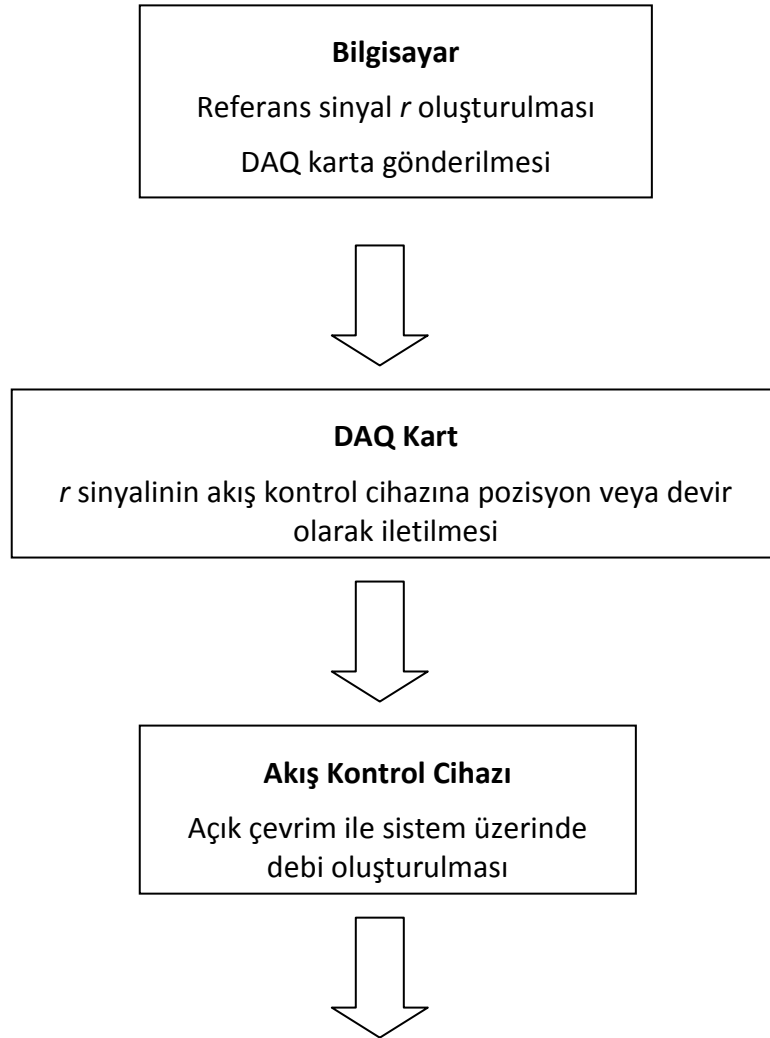 Bilgisayar
Referans sinyal r oluşturulması
DAQ karta gönderilmesi
DAQ Kart
r sinyalinin akış kontrol cihazına pozisyon veya devir
olarak iletilmesi
Akış Kontrol Cihazı
Açık çevrim ile sistem üzerinde
debi oluşturulması